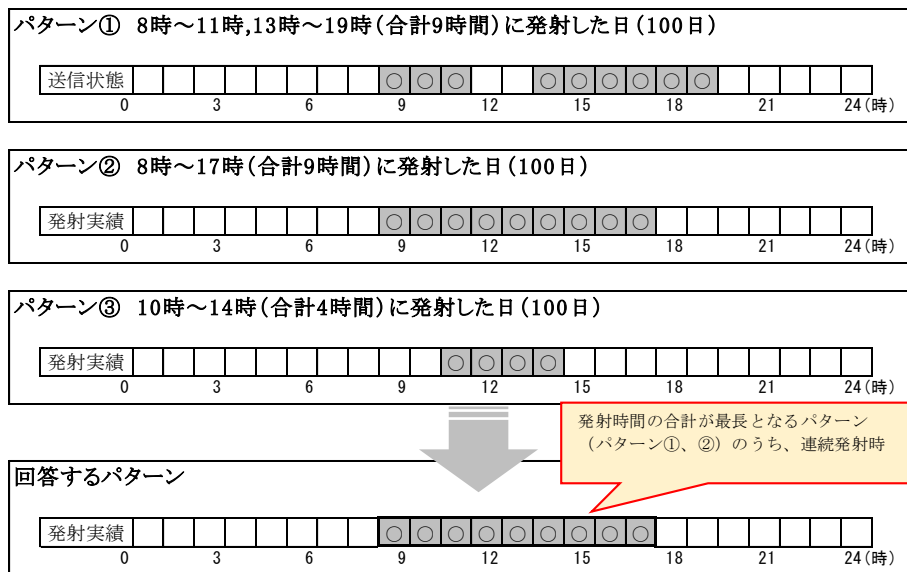 パターン① 8時～11時,13時～19時(合計9時間)に発射した日(100日)
送信状態 ○ ○ ○ ○ ○ ○ ○ ○ ○
0 3 6 9 12 15 18 21 24(時)
パターン② 8時～17時(合計9時間)に発射した日(100日)
発射実績 ○ ○ ○ ○ ○ ○ ○ ○ ○
0 3 6 9 12 15 18 21 24(時)
パターン③ 10時～14時(合計4時間)に発射した日(100日)
発射実績 ○ ○ ○ ○
0 3 6 9 12 15 18 21 24(時)
発射時間の合計が最長となるパターン
(パターン①、②)のうち、連続発射時
回答するパターン
発射実績 ○ ○ ○ ○ ○ ○ ○ ○ ○
0 3 6 9 12 15 18 21 24(時)